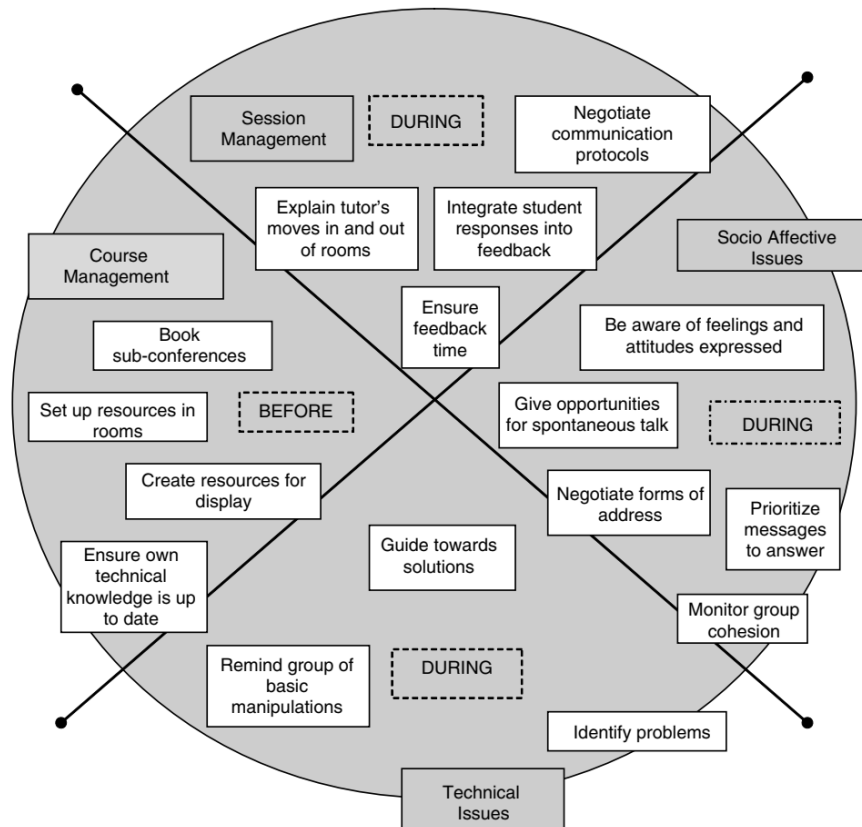 Session
Management
DURING
Negotiate
communication
protocols
Explain tutor's
moves in and out
of rooms
Integrate student
responses into
feedback
Socio Affective
Issues
Course
Management
Ensure
feedback
time
Book
sub-conferences
Be aware of feelings and
attitudes expressed
Set up resources in
rooms
BEFORE
Give opportunities
for spontaneous talk
DURING
Create resources for
display
Negotiate forms of
address
Prioritize
messages
to answer
Ensure own
technical
knowledge is up
to date
Guide towards
solutions
Monitor group
cohesion
Remind group of
basic
manipulations
DURING
Identify problems
Technical
Issues